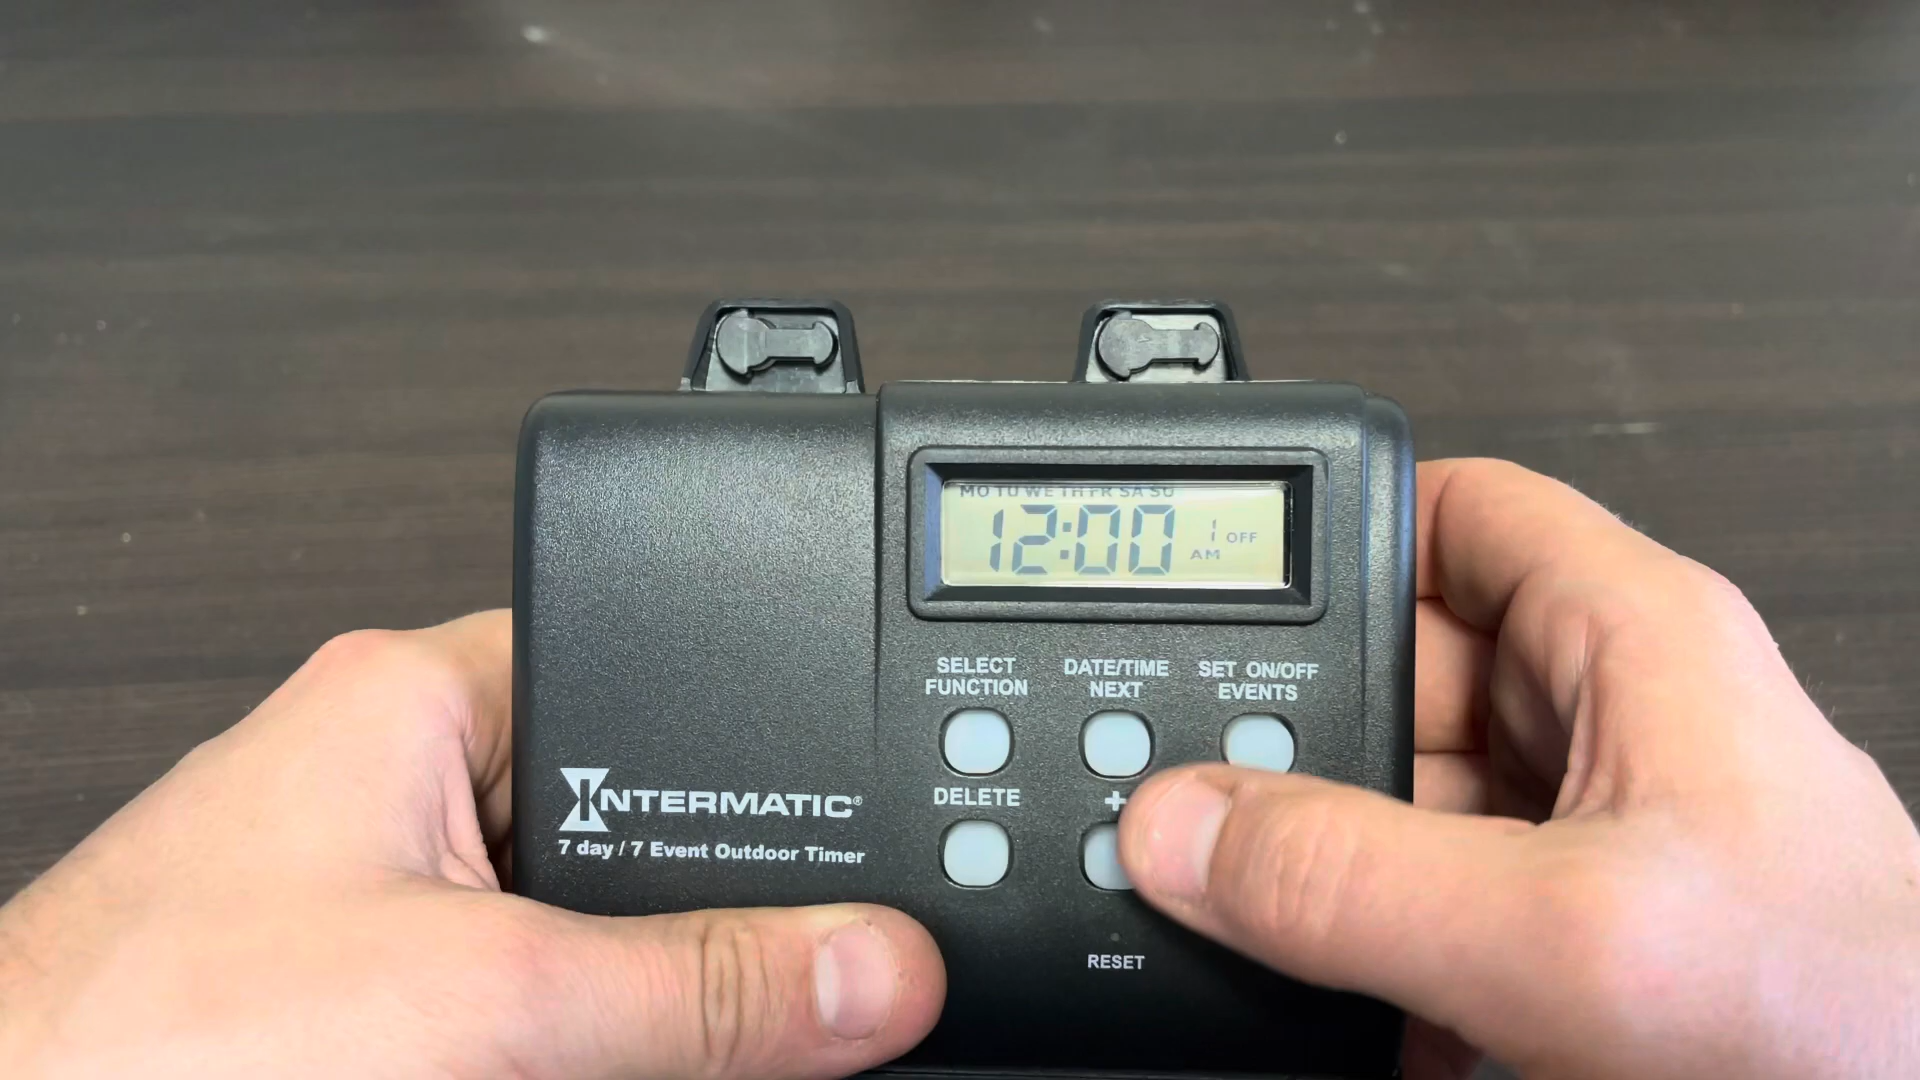 MO TU WE TH FR SA SU
12:00 1 OFF
AM
SELECT FUNCTION
DATE/TIME NEXT
SET ON/OFF EVENTS
DELETE
+
INTERMATIC®
7 day / 7 Event Outdoor Timer
RESET